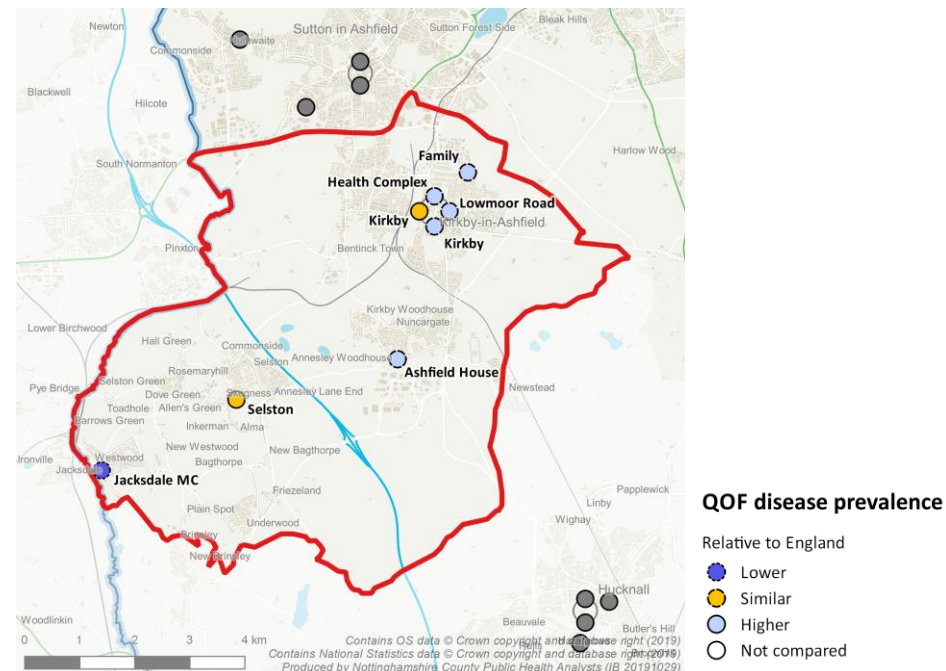 Newton
Sutton in Ashfield
Sutton Forest Side
Bleak Hills
Commonside
Blackwell
Hilcote
Harlow Wood
South Normanton
Family
Health Complex
Lowmoor Road
Kirkby
Kirkby-in-Ashfield
Kirkby
Bentinck Town
Pinxton
Kirkby Woodhouse
Nuncargate
Lower Birchwood
Hall Green
Commonside
Selston
Annesley Woodhouse
Ashfield House
Rosemaryhill
Pye Bridge
Selston Green
Dove Green
Annesley Lane End
Newstead
Toadhole
Allen's Green
Selston
Barrows Green
Inkerman
Alma
New Westwood
New Bagthorpe
Ironville
Westwood
Bagthorpe
Jacksdale
Jacksdale MC
Friezeland
Papplewick
Linby
Plain Spot
Underwood
Wighay
Brinsley
New Brinsley
Hucknall
Woodlinkin
Beauvale
Butler's Hill
0 1 2 3 4 km
Contains OS data © Crown copyright and database right (2019)
Contains National Statistics data © Crown copyright and database right (2019)
Produced by Nottinghamshire County Public Health Analysts (IB 20191029)
QOF disease prevalence
Relative to England
Lower
Similar
Higher
Not compared